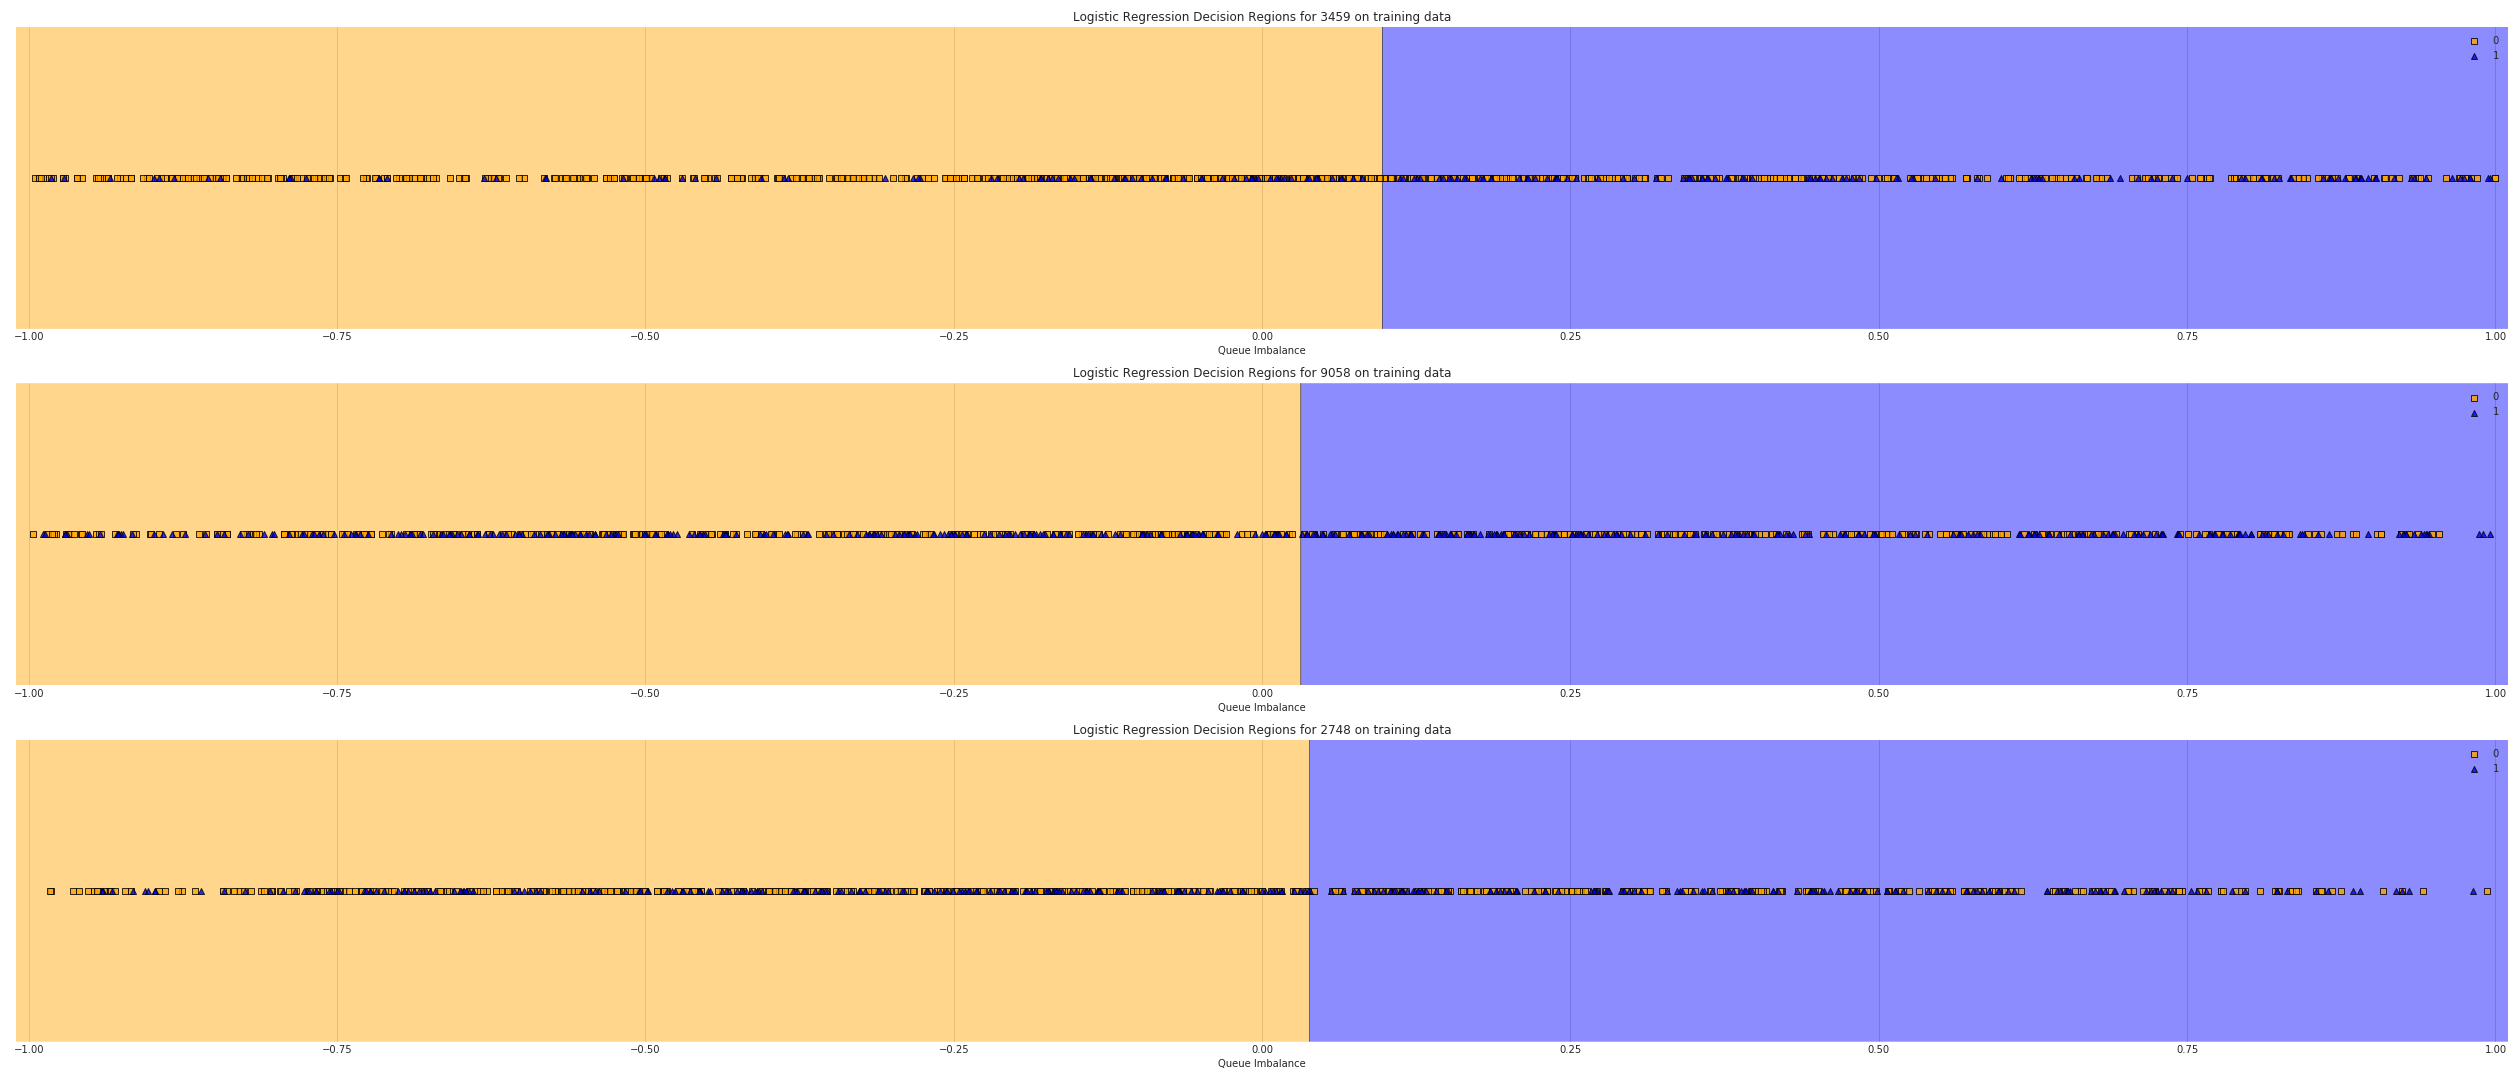 Logistic Regression Decision Regions for 3459 on training data
0
1
−1.00 −0.75 −0.50 −0.25 0.00 0.25 0.50 0.75 1.00
Queue Imbalance
Logistic Regression Decision Regions for 9058 on training data
0
1
−1.00 −0.75 −0.50 −0.25 0.00 0.25 0.50 0.75 1.00
Queue Imbalance
Logistic Regression Decision Regions for 2748 on training data
0
1
−1.00 −0.75 −0.50 −0.25 0.00 0.25 0.50 0.75 1.00
Queue Imbalance